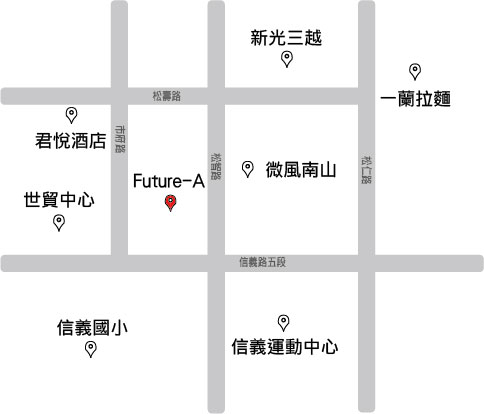 新光三越
一蘭拉麵
松壽路
君悅酒店
市府路
松智路
松仁路
微風南山
Future-A
世貿中心
信義路五段
信義國小
信義運動中心